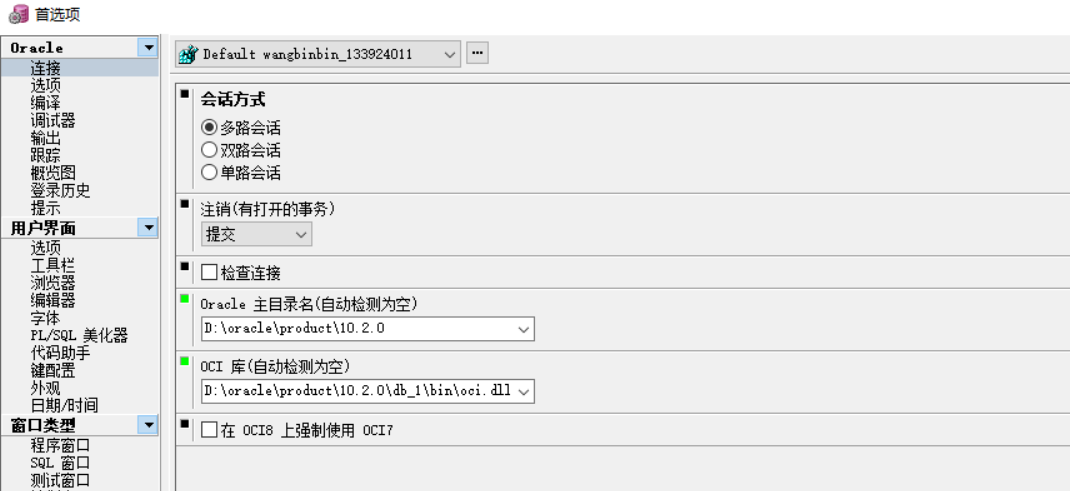 首选项
Oracle
连接
选项
编译
调试器
输出
跟踪
概览图
登录历史
提示
用户界面
选项
工具栏
浏览器
编辑器
字体
PL/SQL 美化器
代码助手
键配置
外观
日期/时间
窗口类型
程序窗口
SQL 窗口
测试窗口
Default wangbinbin_133924011
...
会话方式
多路会话
双路会话
单路会话
注销(有打开的事务)
提交
检查连接
Oracle 主目录名(自动检测为空)
D:\oracle\product\10.2.0
OCI 库(自动检测为空)
D:\oracle\product\10.2.0\db_1\bin\oci.dll
在 OCI8 上强制使用 OCI7